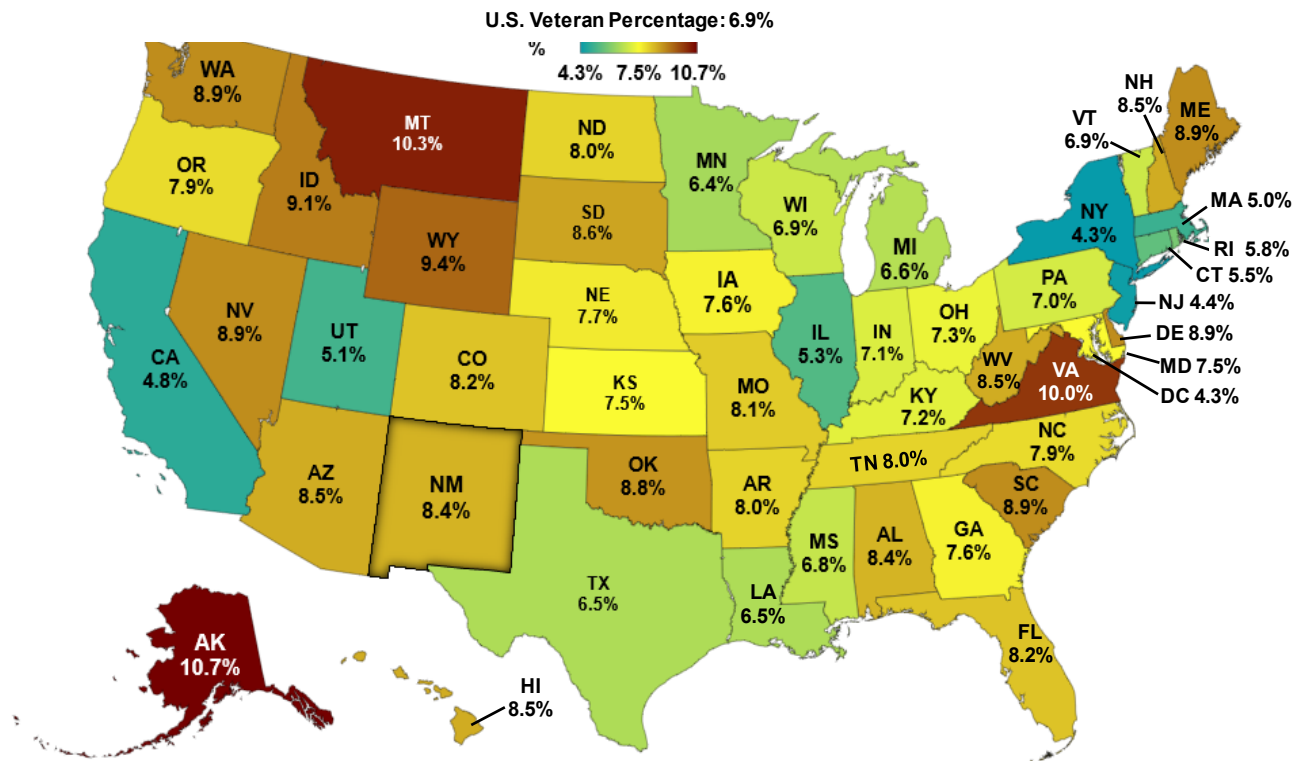 U.S. Veteran Percentage: 6.9%
%
4.3% 7.5% 10.7%
WA
8.9%
MT
10.3%
ND
8.0%
MN
6.4%
NH
8.5%
VT
6.9%
ME
8.9%
OR
7.9%
ID
9.1%
SD
8.6%
WI
6.9%
NY
4.3%
MA 5.0%
WY
9.4%
MI
6.6%
RI 5.8%
CT 5.5%
NV
8.9%
NE
7.7%
IA
7.6%
PA
7.0%
NJ 4.4%
UT
5.1%
IL
5.3%
IN
7.1%
OH
7.3%
DE 8.9%
CA
4.8%
CO
8.2%
KS
7.5%
MO
8.1%
WV
8.5%
VA
10.0%
MD 7.5%
DC 4.3%
KY
7.2%
NC
7.9%
TN 8.0%
AZ
8.5%
NM
8.4%
OK
8.8%
AR
8.0%
SC
8.9%
MS
6.8%
AL
8.4%
GA
7.6%
TX
6.5%
LA
6.5%
FL
8.2%
AK
10.7%
HI
8.5%